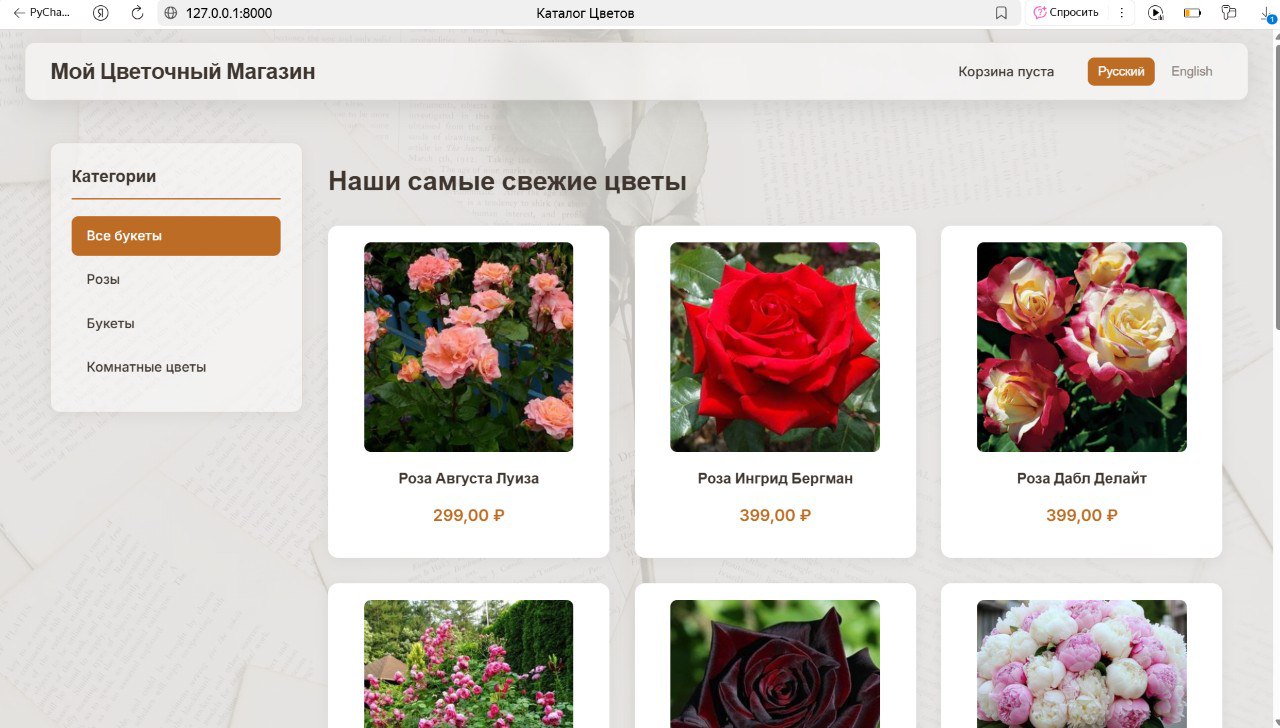 PyCha...
127.0.0.1:8000
Каталог Цветов
Спросить
1
Мой Цветочный Магазин
Корзина пуста
Русский
English
Категории
Все букеты
Розы
Букеты
Комнатные цветы
Наши самые свежие цветы
Роза Августа Луиза
299,00 ₽
Роза Ингрид Бергман
399,00 ₽
Роза Дабл Делайт
399,00 ₽